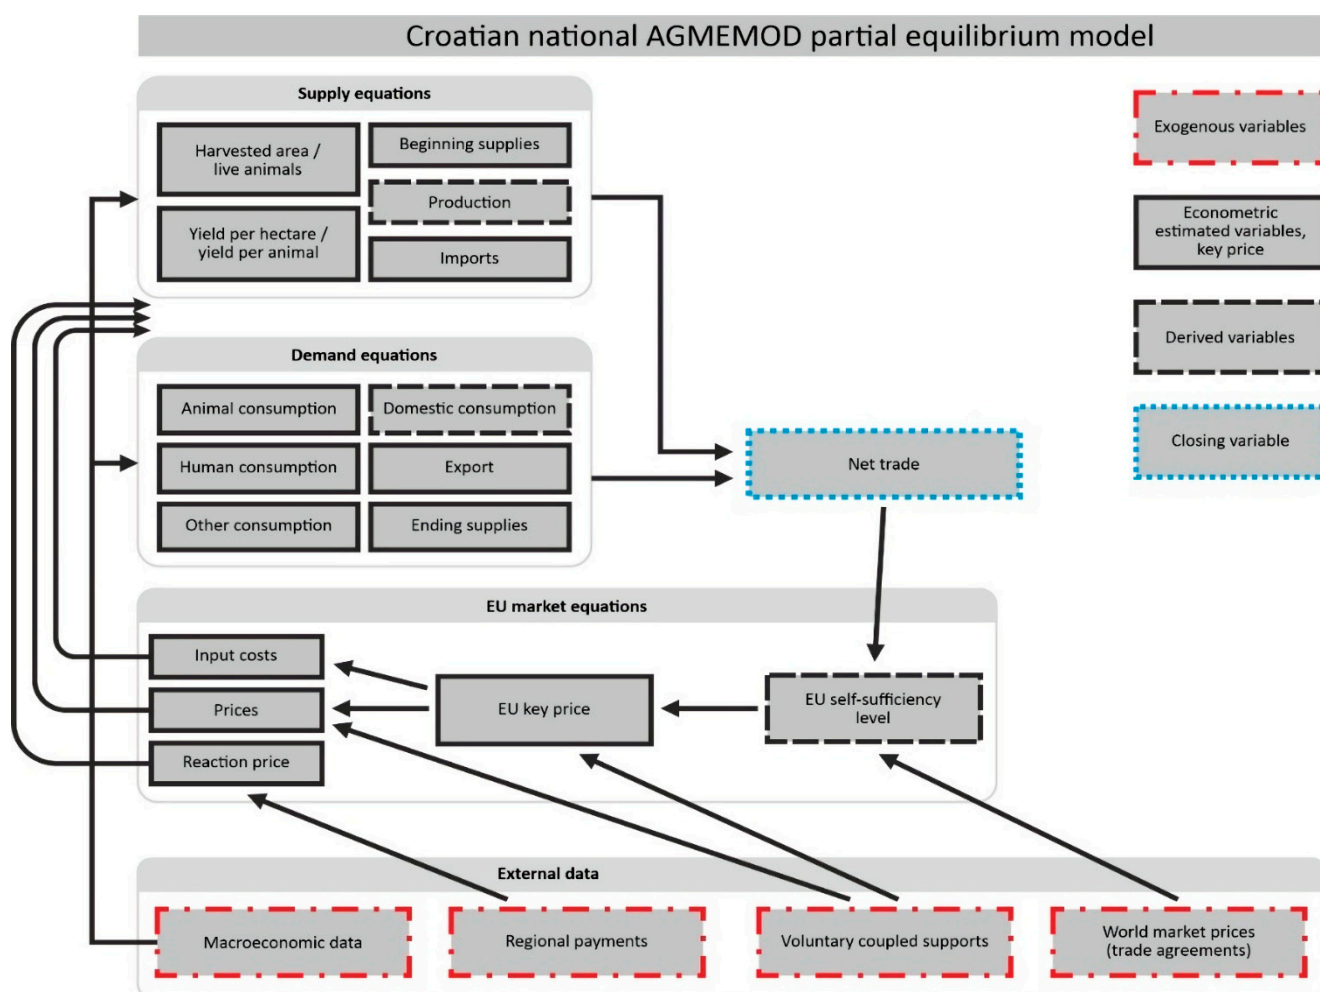 Croatian national AGMEMOD partial equilibrium model
Supply equations
Harvested area /
live animals
Beginning supplies
Production
Yield per hectare /
yield per animal
Imports
Demand equations
Animal consumption
Domestic consumption
Human consumption
Export
Other consumption
Ending supplies
Net trade
Exogenous variables
Econometric
estimated variables,
key price
Derived variables
Closing variable
EU market equations
Input costs
Prices
Reaction price
EU key price
EU self-sufficiency
level
External data
Macroeconomic data
Regional payments
Voluntary coupled supports
World market prices
(trade agreements)